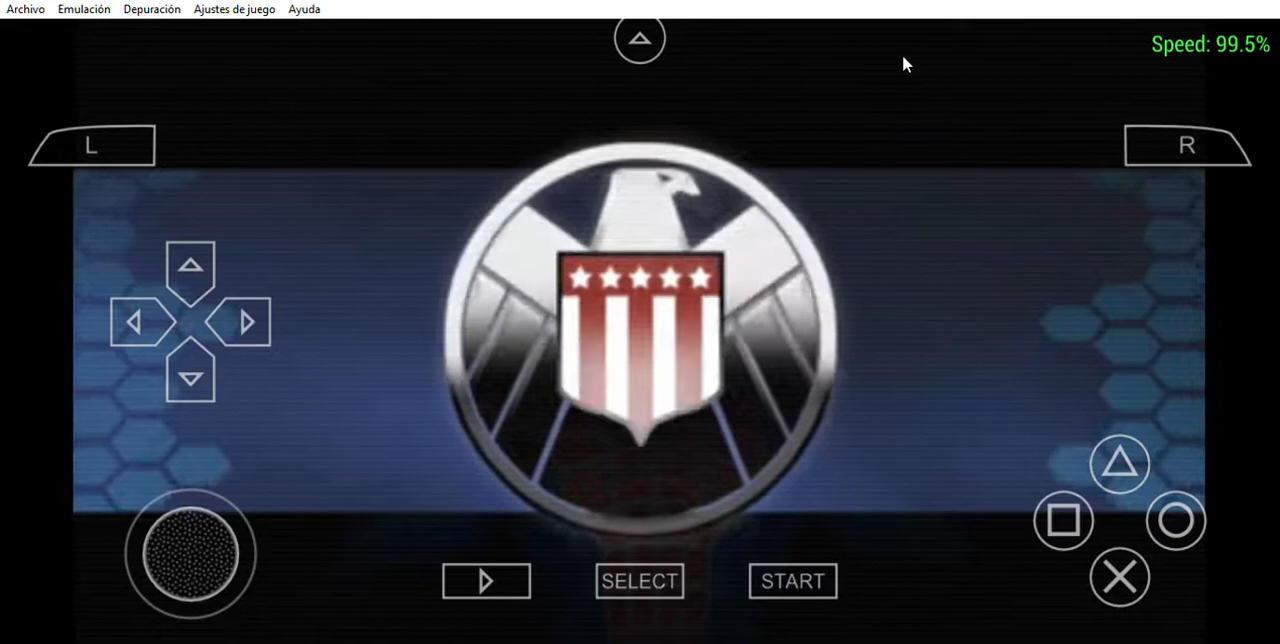 Archivo Emulación Depuración Ajustes de juego Ayuda
Speed: 99.5%
L
R
SELECT
START